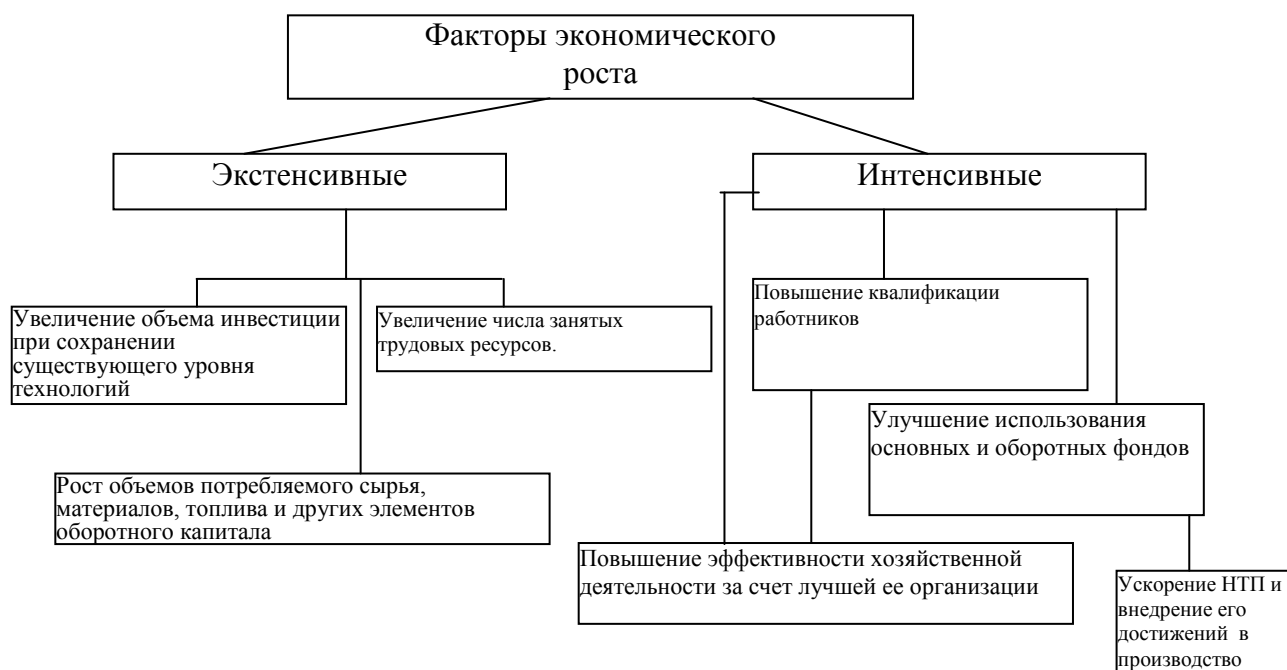 Факторы экономического
роста
Экстенсивные
Интенсивные
Увеличение объема инвестиции
при сохранении
существующего уровня
технологий
Увеличение числа занятых
трудовых ресурсов.
Повышение квалификации
работников
Улучшение использования
основных и оборотных фондов
Рост объемов потребляемого сырья,
материалов, топлива и других элементов
оборотного капитала
Повышение эффективности хозяйственной
деятельности за счет лучшей ее организации
Ускорение НТП и
внедрение его
достижений в
производство